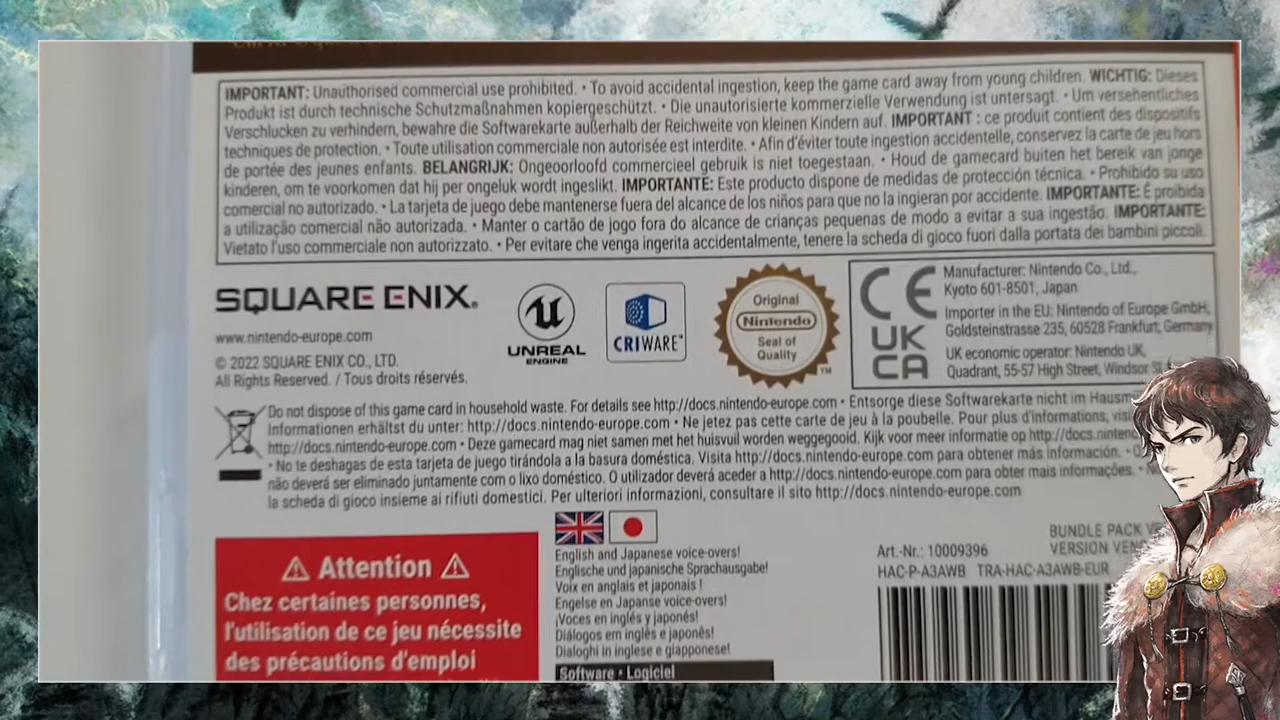 IMPORTANT: Unauthorised commercial use prohibited. • To avoid accidental ingestion, keep the game card away from young children. WICHTIG: Dieses
Produkt ist durch technische Schutzmaßnahmen kopiergeschützt. • Die unautorisierte kommerzielle Verwendung ist untersagt. • Um versehentliches
Verschlucken zu verhindern, bewahre die Softwarekarte außerhalb der Reichweite von kleinen Kindern auf. IMPORTANT : ce produit contient des dispositifs
techniques de protection. • Toute utilisation commerciale non autorisée est interdite. • Afin d'éviter toute ingestion accidentelle, conservez la carte de jeu hors
de portée des jeunes enfants. BELANGRIJK: Ongeoorloofd commercieel gebruik is niet toegestaan. • Houd de gamecard buiten het bereik van jonge
kinderen, om te voorkomen dat hij per ongeluk wordt ingeslikt. IMPORTANTE: Este producto dispone de medidas de protección técnica. • Prohibido su uso
comercial no autorizado. • La tarjeta de juego debe mantenerse fuera del alcance de los niños para que no la ingieran por accidente. IMPORTANTE: É proibida
a utilização comercial não autorizada. • Manter o cartão de jogo fora do alcance de crianças pequenas de modo a evitar a sua ingestão. IMPORTANTE:
Vietato l'uso commerciale non autorizzato. • Per evitare che venga ingerita accidentalmente, tenere la scheda di gioco fuori dalla portata dei bambini piccoli.
SQUARE ENIX.
www.nintendo-europe.com
© 2022 SQUARE ENIX CO., LTD.
All Rights Reserved. / Tous droits réservés.
UNREAL
ENGINE
CRIWARE™
Original
Nintendo
Seal of
Quality
TM
CE
UK
CA
Manufacturer: Nintendo Co., Ltd.,
Kyoto 601-8501, Japan
Importer in the EU: Nintendo of Europe GmbH,
Goldsteinstrasse 235, 60528 Frankfurt, Germany
UK economic operator: Nintendo UK,
Quadrant, 55-57 High Street, Windsor
Do not dispose of this game card in household waste. For details see http://docs.nintendo-europe.com • Entsorge diese Softwarekarte nicht im
Informationen erhältst du unter: http://docs.nintendo-europe.com • Ne jetez pas cette carte de jeu à la poubelle. Pour plus d'informations,
http://docs.nintendo-europe.com • Deze gamecard mag niet samen met het huisvuil worden weggegooid. Kijk voor meer informatie op
• No te deshagas de esta tarjeta de juego tirándola a la basura doméstica. Visita http://docs.nintendo-europe.com para obtener más información. •
não deverá ser eliminado juntamente com o lixo doméstico. O utilizador deverá aceder a http://docs.nintendo-europe.com para obter mais informações. •
la scheda di gioco insieme ai rifiuti domestici. Per ulteriori informazioni, consultare il sito http://docs.nintendo-europe.com
Attention
Chez certaines personnes,
l'utilisation de ce jeu nécessite
des précautions d'emploi
English and Japanese voice-overs!
Englische und japanische Sprachausgabe!
Voix en anglais et japonais !
Engelse en Japanse voice-overs!
¡Voces en inglés y japonés!
Diálogos em inglês e japonês!
Dialoghi in inglese e giapponese!
Software • Logiciel
BUNDLE PACK
VERSION
Art.-Nr.: 10009396
HAC-P-A3AWB TRA-HAC-A3AWB-EUR